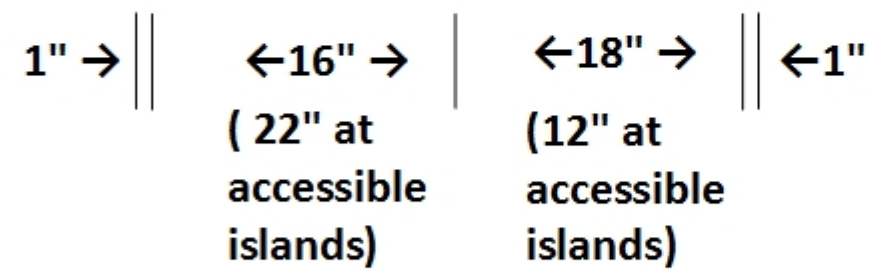 1" → ←16" → ←18" → ←1"
( 22" at (12" at
accessible accessible
islands) islands)